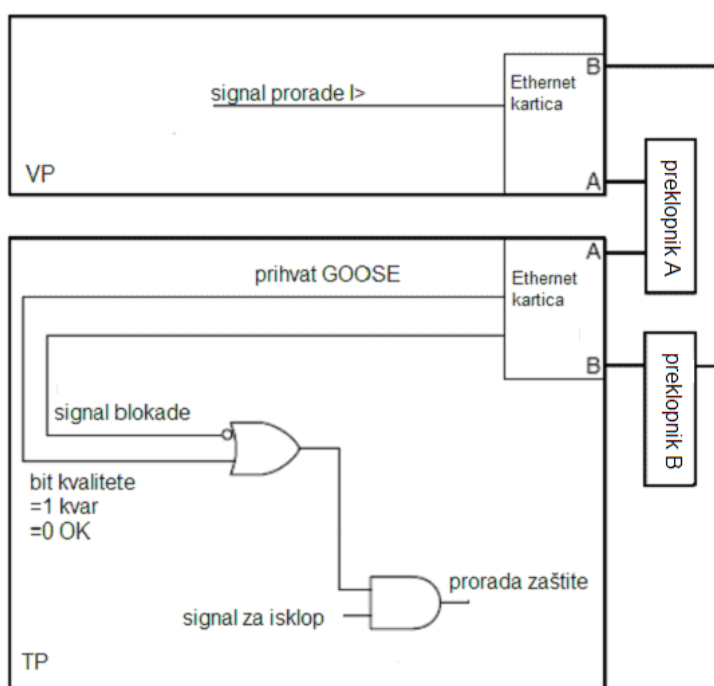 B
Ethernet
kartica
signal prorade I>
VP
A
preklopnik A
A
prihvat GOOSE
Ethernet
kartica
B
preklopnik B
signal blokade
bit kvalitete
=1 kvar
=0 OK
prorada zaštite
signal za isklop
TP